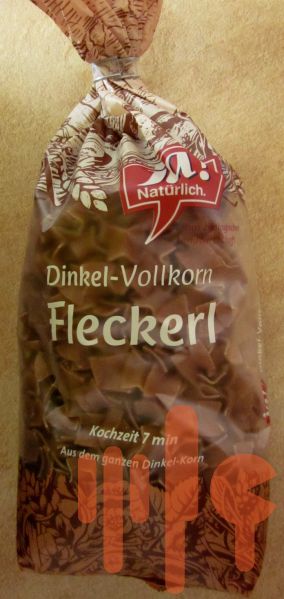 Ja!
Natürlich.
Dinkel-Vollkorn
Fleckerl
Kochzeit 7 min
Aus dem ganzen Dinkel-Korn